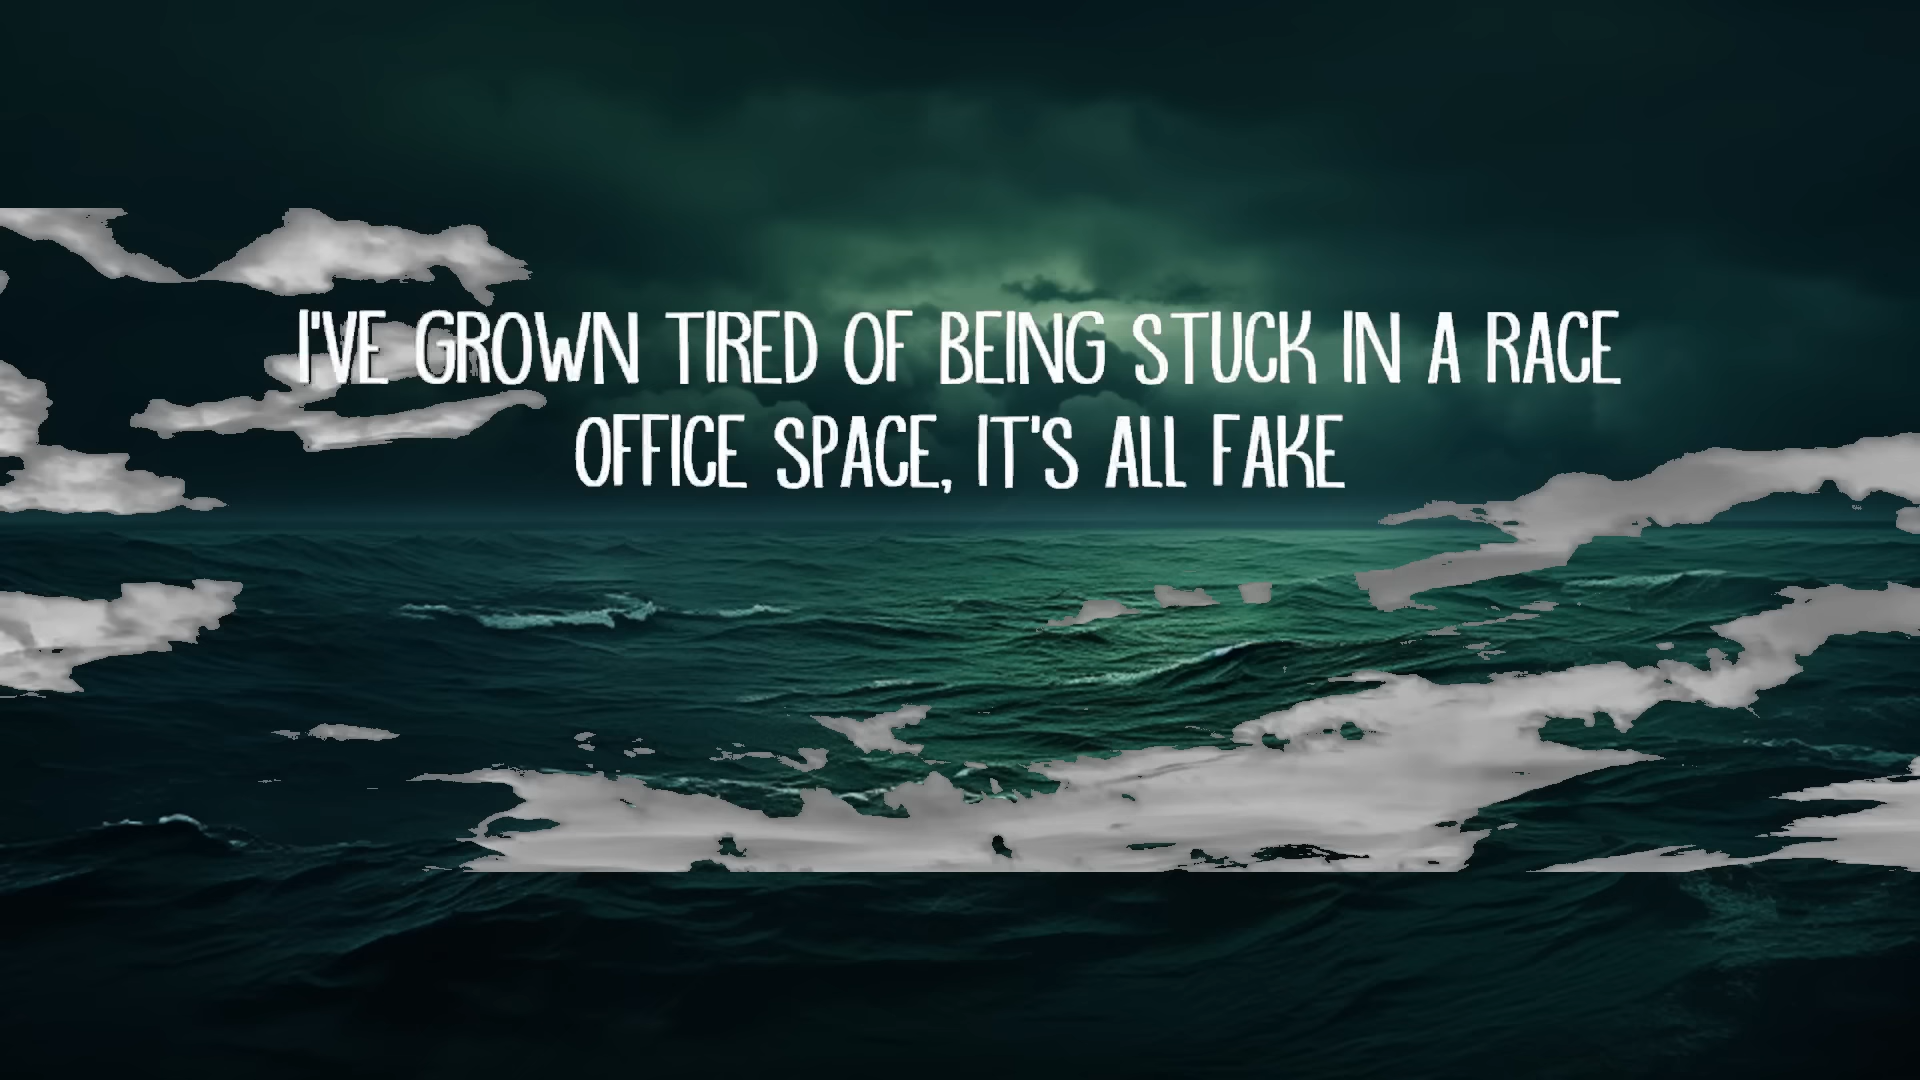 I'VE GROWN TIRED OF BEING STUCK IN A RACE
OFFICE SPACE, IT'S ALL FAKE